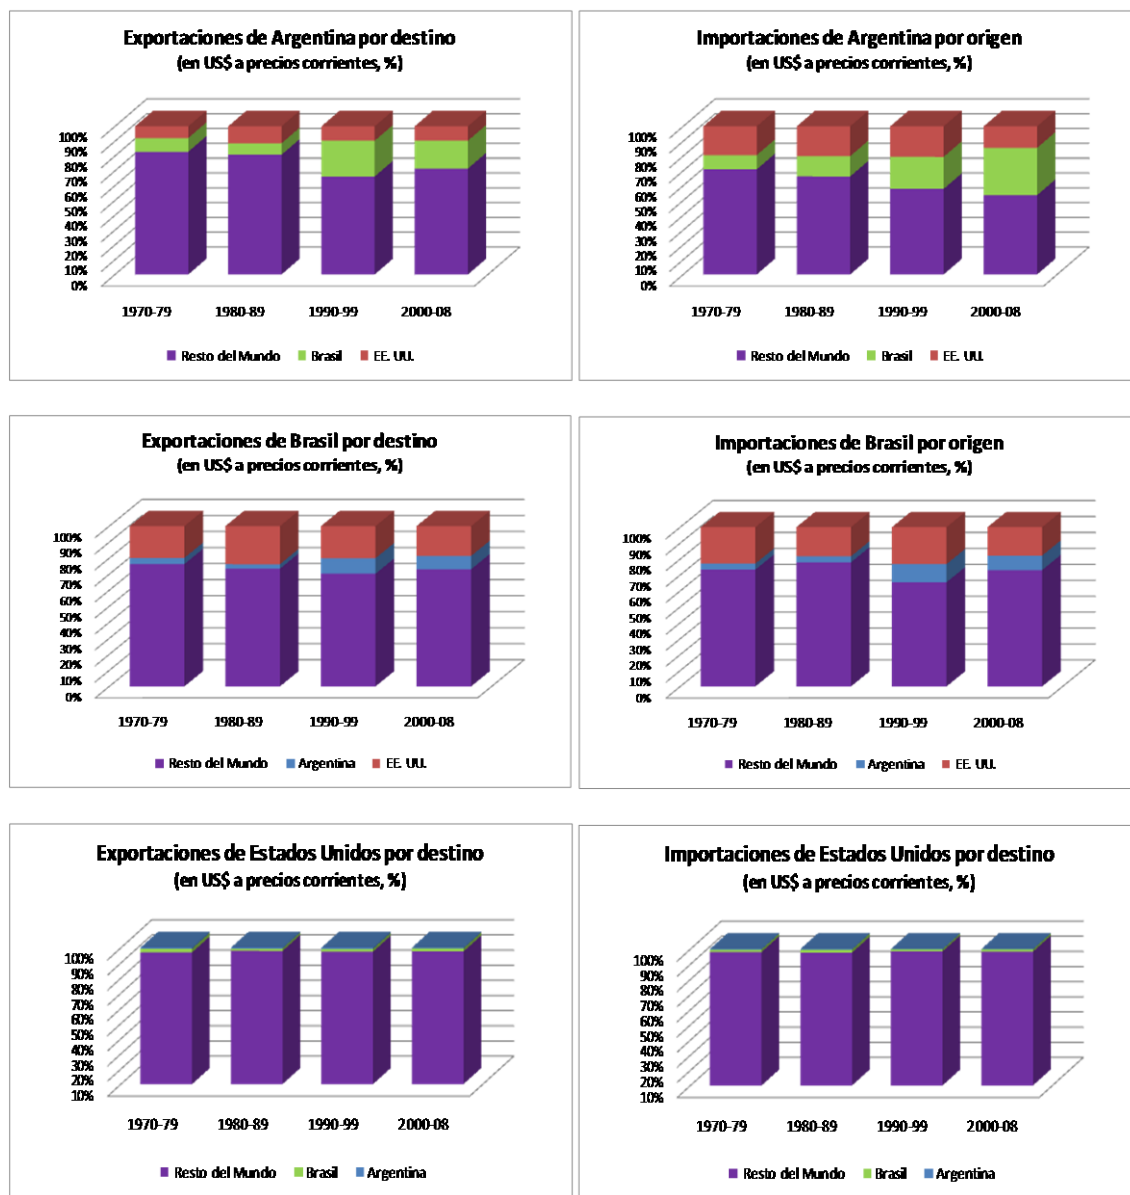 Exportaciones de Argentina por destino
(en US$ a precios corrientes, %)
100%
90%
80%
70%
60%
50%
40%
30%
20%
10%
0%
1970-79 1980-89 1990-99 2000-08
Resto del Mundo Brasil EE. UU.
Importaciones de Argentina por origen
(en US$ a precios corrientes, %)
100%
90%
80%
70%
60%
50%
40%
30%
20%
10%
0%
1970-79 1980-89 1990-99 2000-08
Resto del Mundo Brasil EE. UU.
Exportaciones de Brasil por destino
(en US$ a precios corrientes, %)
100%
90%
80%
70%
60%
50%
40%
30%
20%
10%
0%
1970-79 1980-89 1990-99 2000-08
Resto del Mundo Argentina EE. UU.
Importaciones de Brasil por origen
(en US$ a precios corrientes, %)
100%
90%
80%
70%
60%
50%
40%
30%
20%
10%
0%
1970-79 1980-89 1990-99 2000-08
Resto del Mundo Argentina EE. UU.
Exportaciones de Estados Unidos por destino
(en US$ a precios corrientes, %)
100%
90%
80%
70%
60%
50%
40%
30%
20%
10%
1970-79 1980-89 1990-99 2000-08
Resto del Mundo Brasil Argentina
Importaciones de Estados Unidos por destino
(en US$ a precios corrientes, %)
100%
90%
80%
70%
60%
50%
40%
30%
20%
10%
1970-79 1980-89 1990-99 2000-08
Resto del Mundo Brasil Argentina